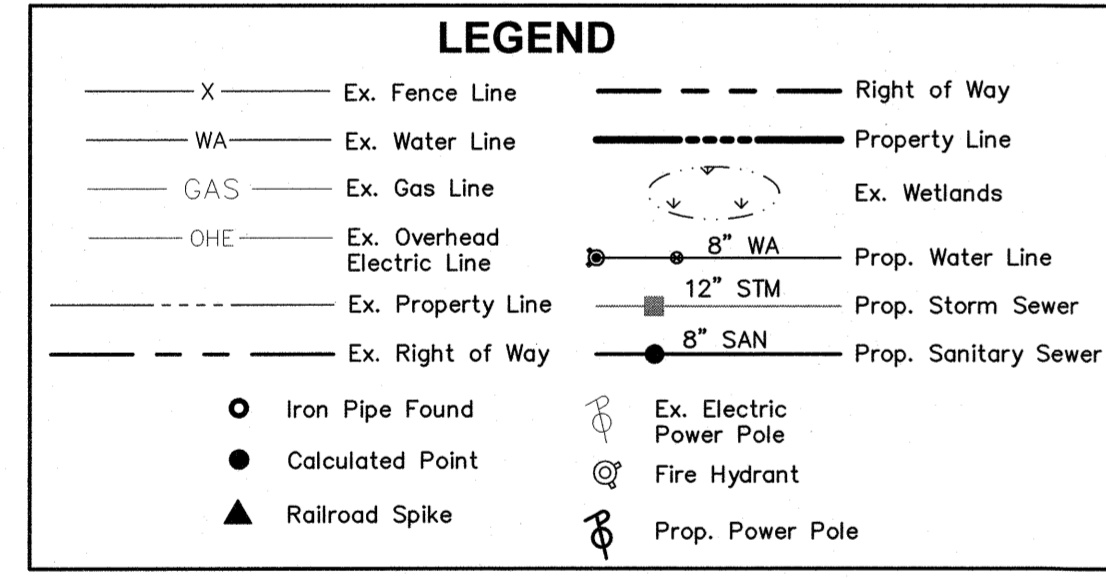 LEGEND
X Ex. Fence Line
WA Ex. Water Line
GAS Ex. Gas Line
OHE Ex. Overhead
Electric Line
Ex. Property Line
Ex. Right of Way
Iron Pipe Found
Calculated Point
Railroad Spike
Right of Way
Property Line
Ex. Wetlands
8" WA Prop. Water Line
12" STM Prop. Storm Sewer
8" SAN Prop. Sanitary Sewer
Ex. Electric
Power Pole
Fire Hydrant
Prop. Power Pole